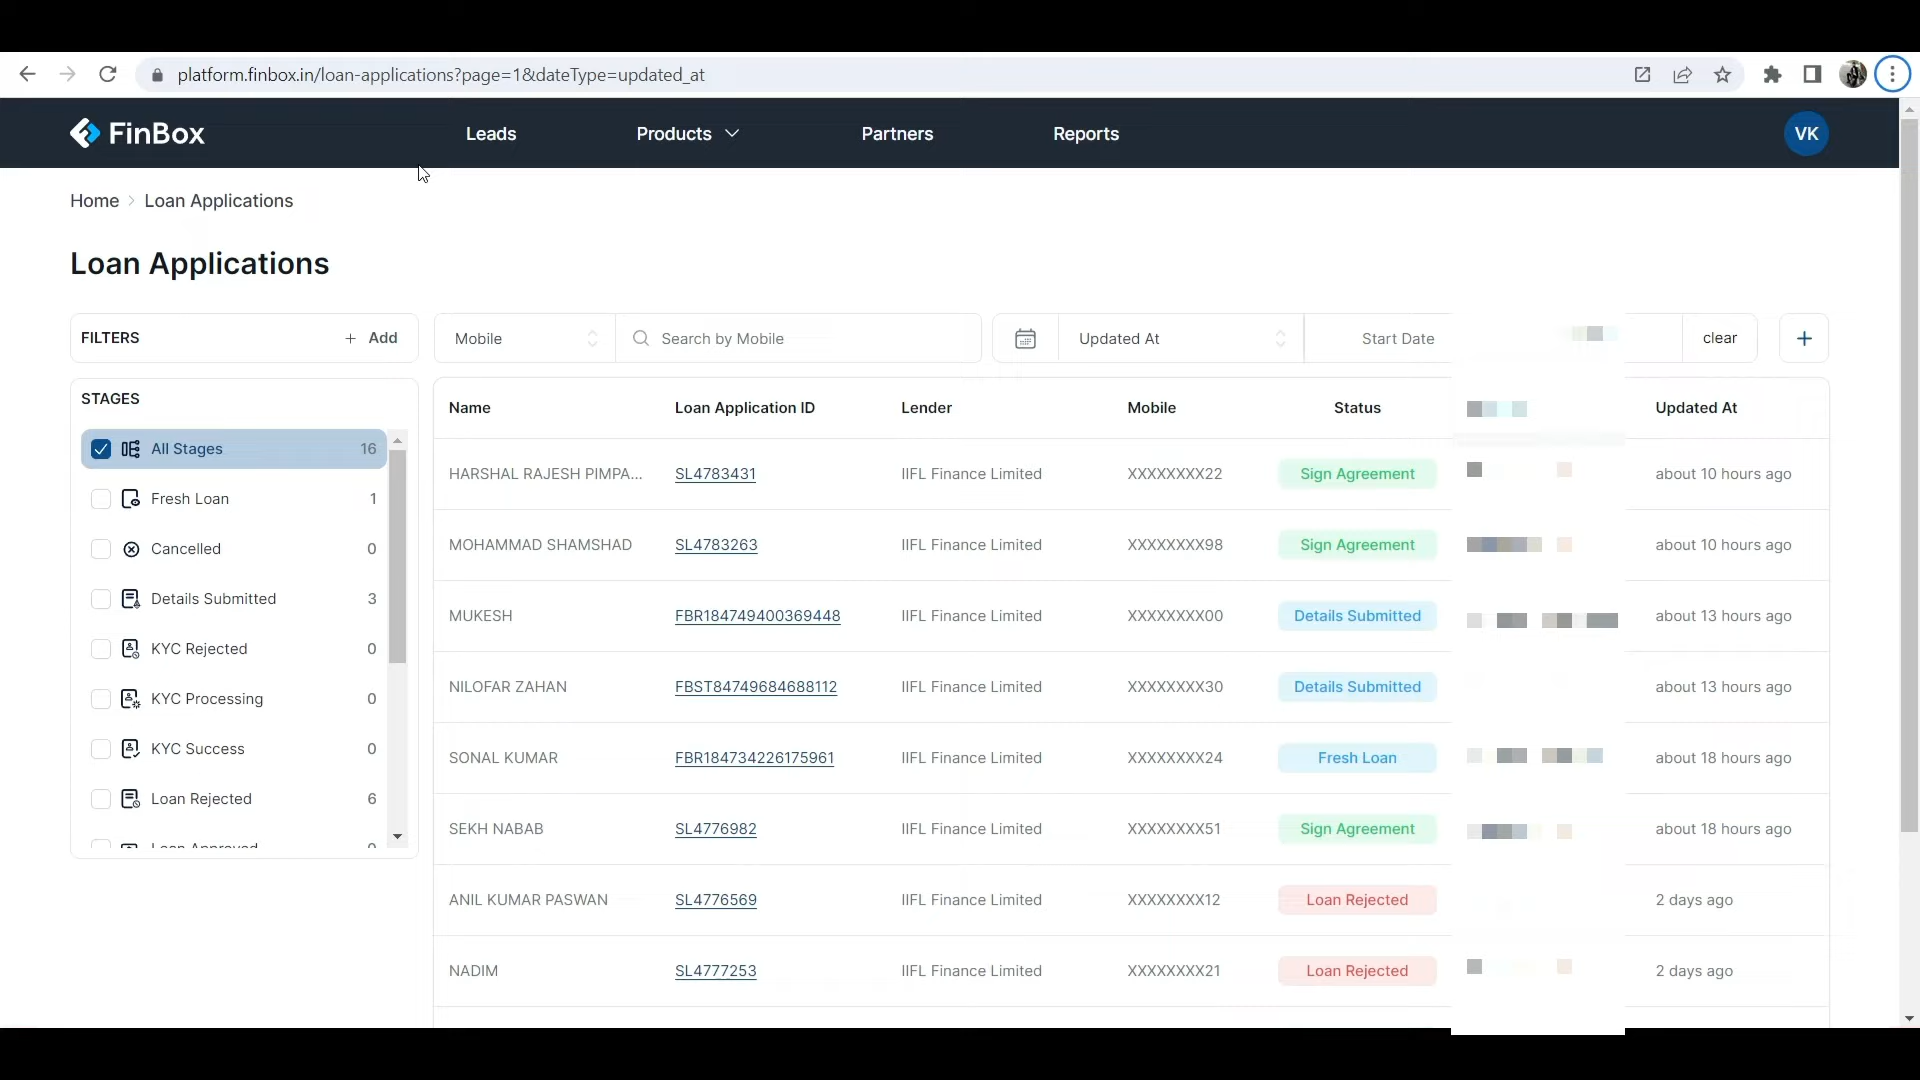 platform.finbox.in/loan-applications?page=1&dateType=updated_at
FinBox Leads Products Partners Reports VK
Home > Loan Applications
Loan Applications
FILTERS + Add Mobile Search by Mobile Updated At Start Date clear +
STAGES
All Stages 16
Fresh Loan 1
Cancelled 0
Details Submitted 3
KYC Rejected 0
KYC Processing 0
KYC Success 0
Loan Rejected 6
Name Loan Application ID Lender Mobile Status Updated At
HARSHAL RAJESH PIMPA... SL4783431 IIFL Finance Limited XXXXXXXX22 Sign Agreement about 10 hours ago
MOHAMMAD SHAMSHAD SL4783263 IIFL Finance Limited XXXXXXXX98 Sign Agreement about 10 hours ago
MUKESH FBR184749400369448 IIFL Finance Limited XXXXXXXX00 Details Submitted about 13 hours ago
NILOFAR ZAHAN FBST84749684688112 IIFL Finance Limited XXXXXXXX30 Details Submitted about 13 hours ago
SONAL KUMAR FBR184734226175961 IIFL Finance Limited XXXXXXXX24 Fresh Loan about 18 hours ago
SEKH NABAB SL4776982 IIFL Finance Limited XXXXXXXX51 Sign Agreement about 18 hours ago
ANIL KUMAR PASWAN SL4776569 IIFL Finance Limited XXXXXXXX12 Loan Rejected 2 days ago
NADIM SL4777253 IIFL Finance Limited XXXXXXXX21 Loan Rejected 2 days ago